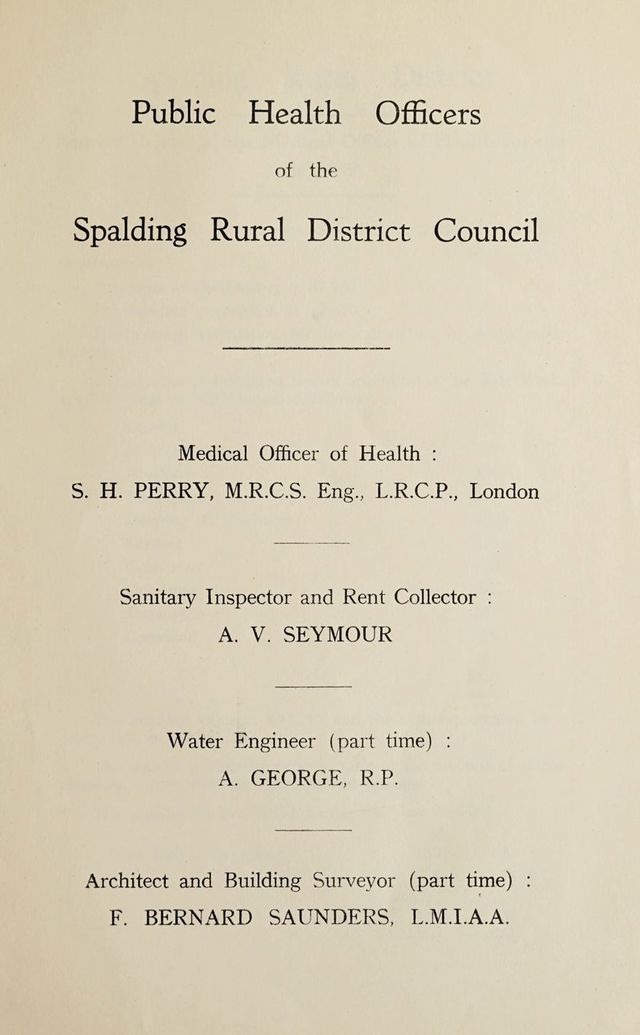 Public Health Officers
of the
Spalding Rural District Council
Medical Officer of Health :
S. H. PERRY, M.R.C.S. Eng., L.R.C.P., London
Sanitary Inspector and Rent Collector :
A. V. SEYMOUR
Water Engineer (part time) :
A. GEORGE, R.P.
Architect and Building Surveyor (part time) :
F. BERNARD SAUNDERS, L.M.I.A.A.